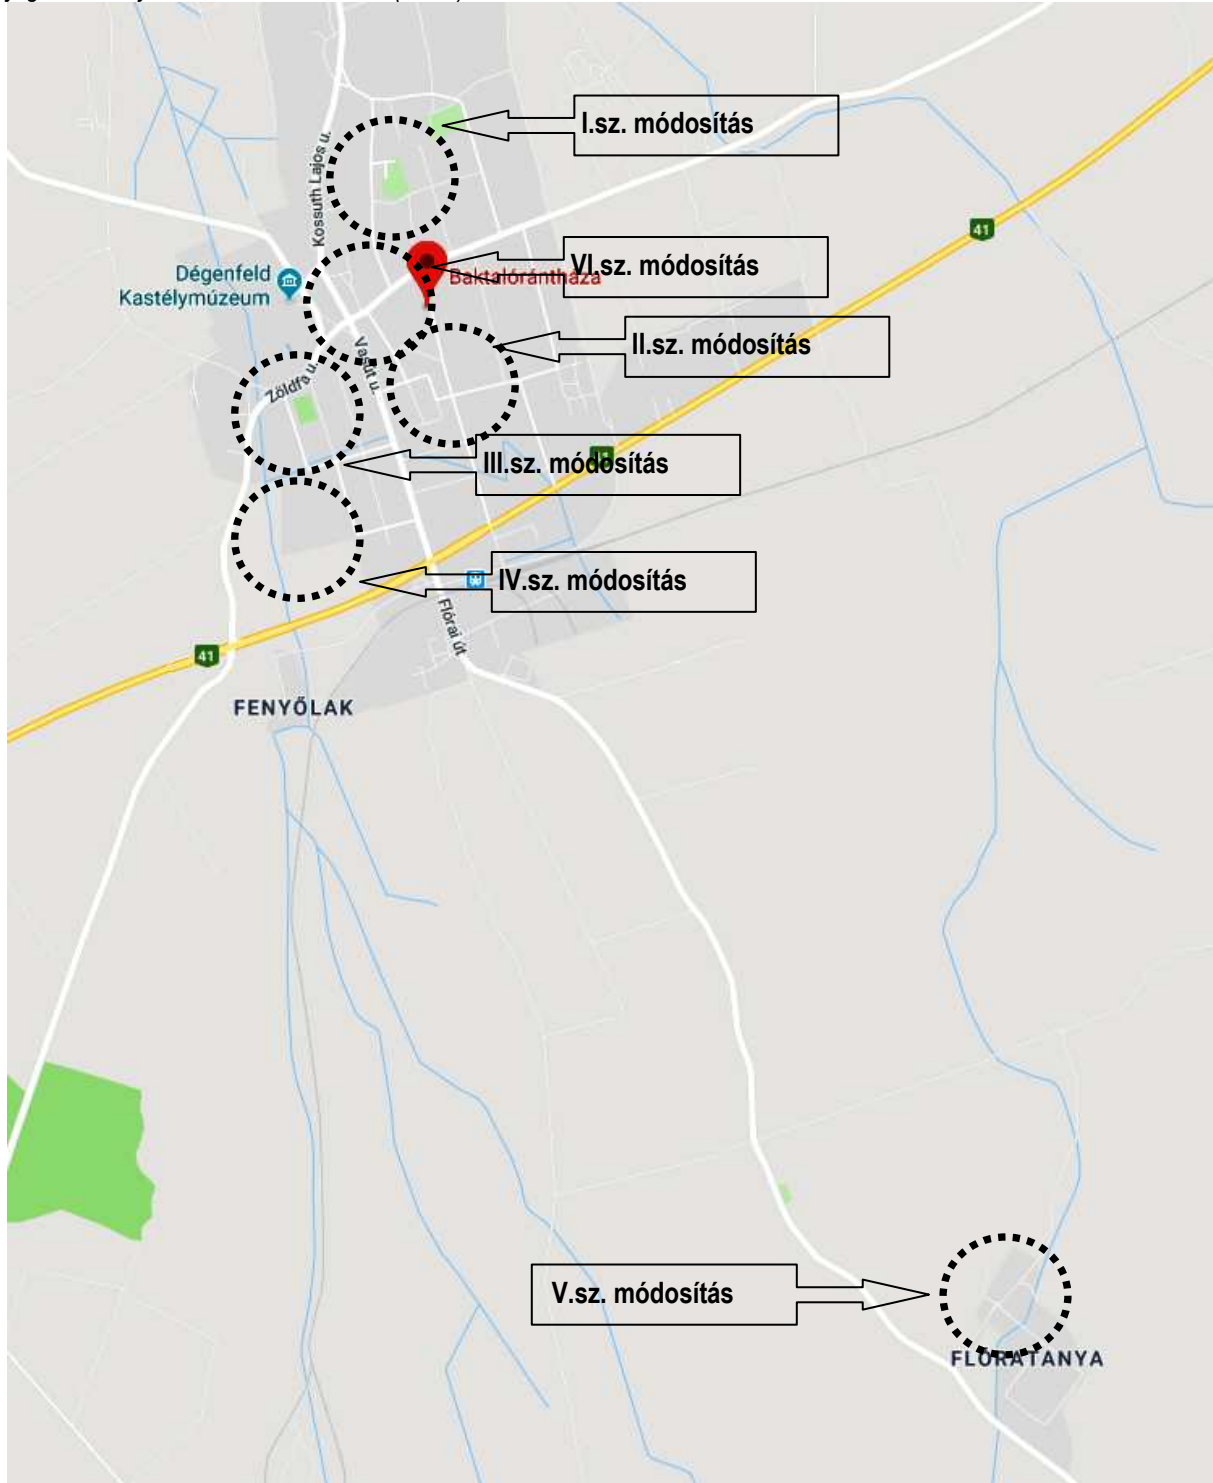 I.sz. módosítás
Kossuth Lajos u.
41
VI.sz. módosítás
Dégenfeld
Kastélymúzeum
Baktalórántháza
II.sz. módosítás
Vasút u.
Zöldfa u.
III.sz. módosítás
IV.sz. módosítás
Flórai út
41
FENYŐLAK
V.sz. módosítás
FLÓRATANYA